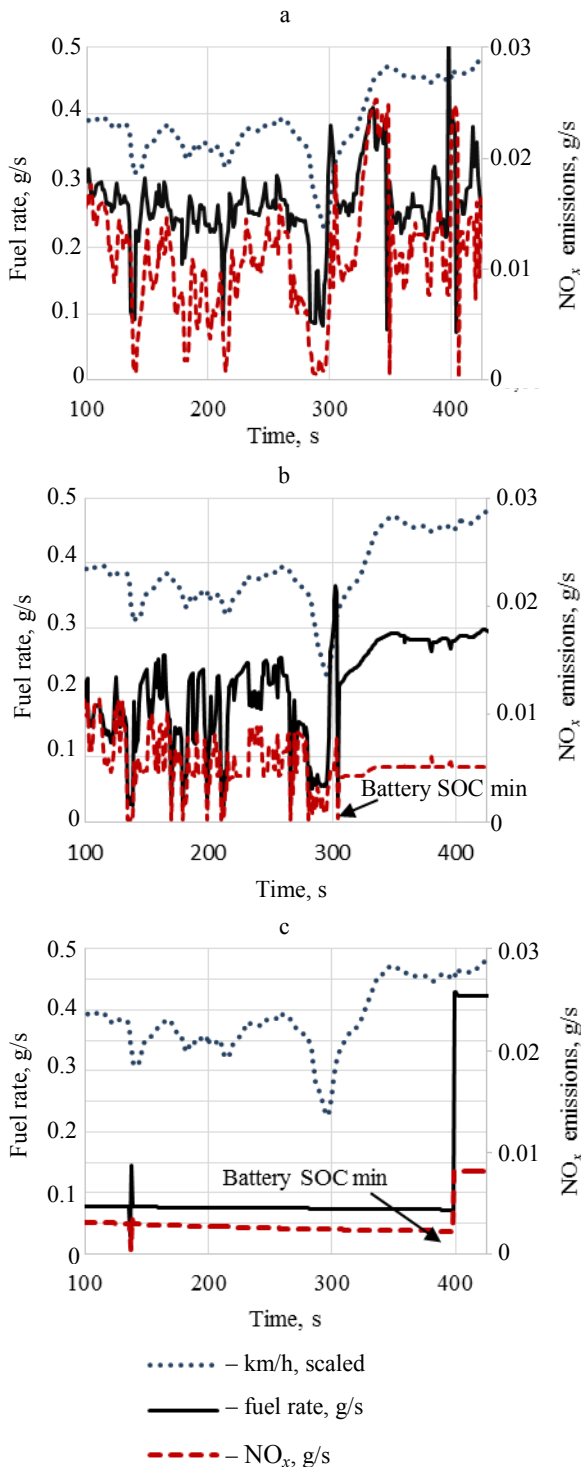 a
0.5
0.4
0.3
0.2
0.1
0
Fuel rate, g/s
0.03
0.02
0.01
0
NOx emissions, g/s
100 200 300 400
Time, s
b
0.5
0.4
0.3
0.2
0.1
0
Fuel rate, g/s
0.03
0.02
0.01
0
NOx emissions, g/s
Battery SOC min
100 200 300 400
Time, s
c
0.5
0.4
0.3
0.2
0.1
0
Fuel rate, g/s
0.03
0.02
0.01
0
NOx emissions, g/s
Battery SOC min
100 200 300 400
Time, s
– km/h, scaled
– fuel rate, g/s
– NOx, g/s